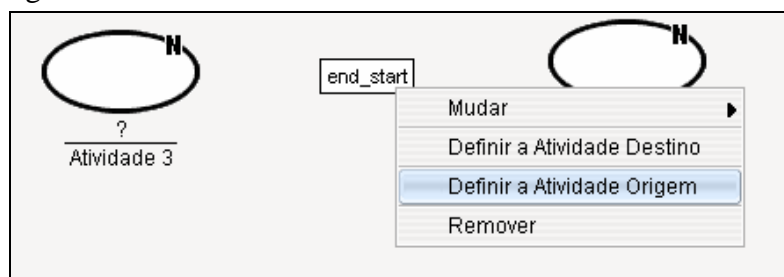 N
N
end_start
Mudar
?
Definir a Atividade Destino
Atividade 3
Definir a Atividade Origem
Remover